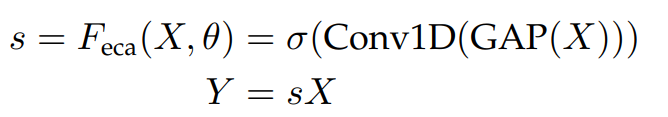 s = F_eca(X, θ) = σ(Conv1D(GAP(X)))
Y = sX